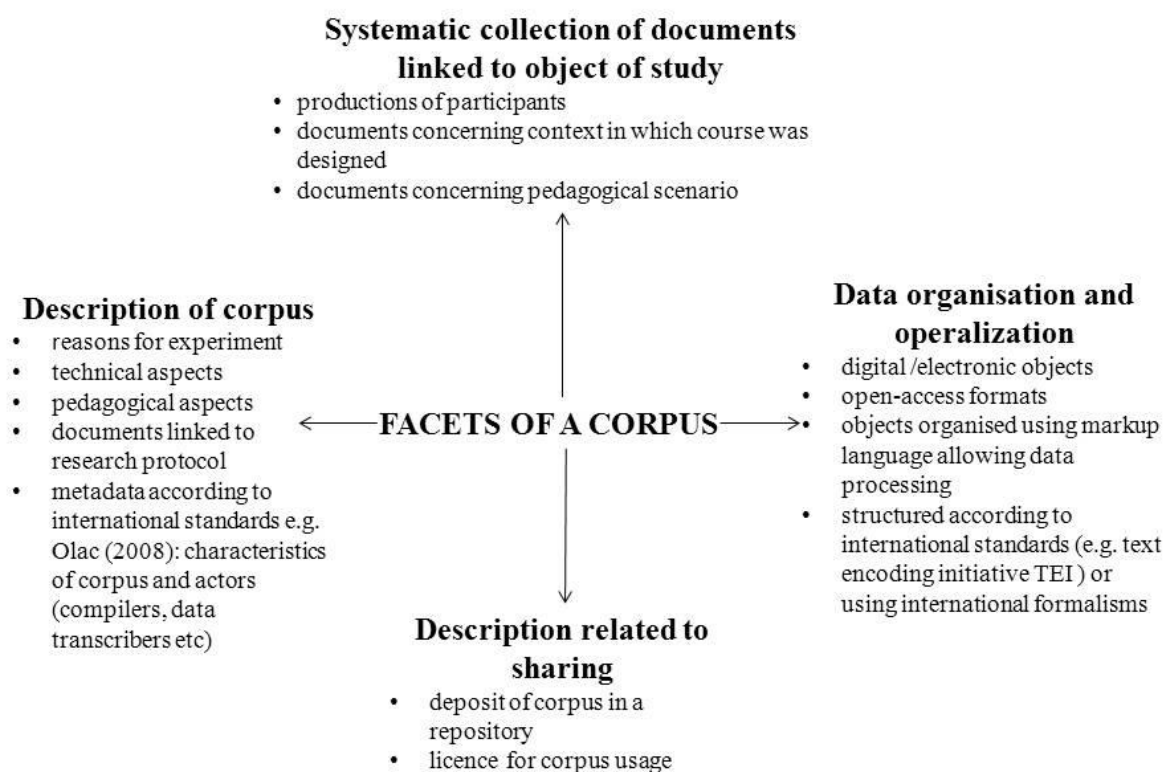 Systematic collection of documents
linked to object of study
• productions of participants
• documents concerning context in which course was
designed
• documents concerning pedagogical scenario
Description of corpus
• reasons for experiment
• technical aspects
• pedagogical aspects
• documents linked to
research protocol
• metadata according to
international standards e.g.
Olac (2008): characteristics
of corpus and actors
(compilers, data
transcribers etc)
FACETS OF A CORPUS
Data organisation and
operalization
• digital /electronic objects
• open-access formats
• objects organised using markup
language allowing data
processing
• structured according to
international standards (e.g. text
encoding initiative TEI ) or
using international formalisms
Description related to
sharing
• deposit of corpus in a
repository
• licence for corpus usage